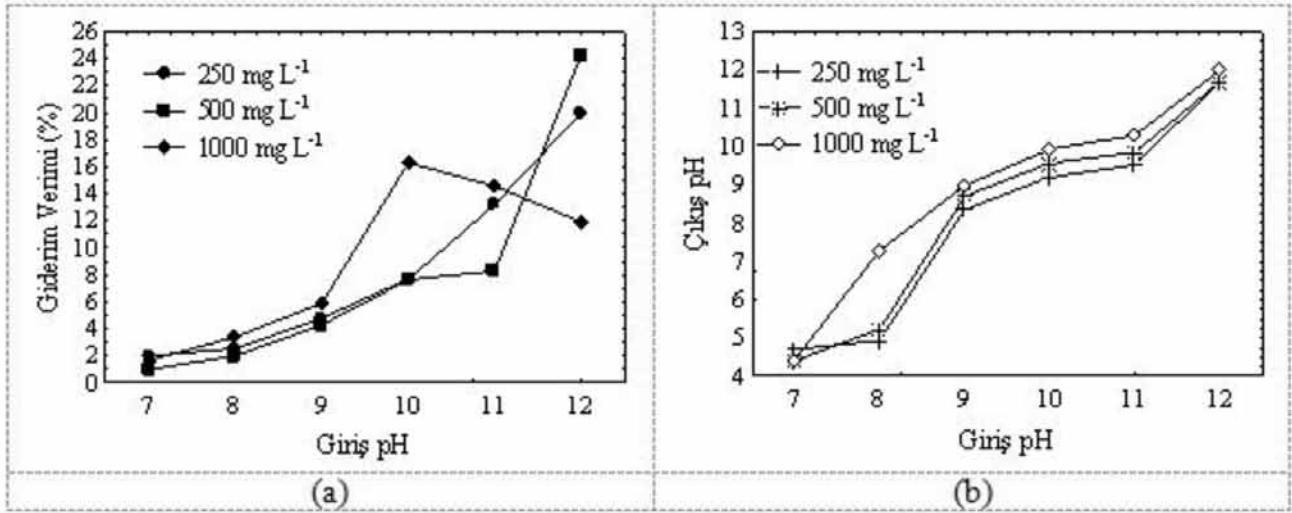 26
24
22
20
18
16
14
12
10
8
6
4
2
0
Giderim Verimi (%)
250 mg L⁻¹
500 mg L⁻¹
1000 mg L⁻¹
7 8 9 10 11 12
Giriş pH
(a)
13
12
11
10
9
8
7
6
5
4
Çıkış pH
250 mg L⁻¹
500 mg L⁻¹
1000 mg L⁻¹
7 8 9 10 11 12
Giriş pH
(b)